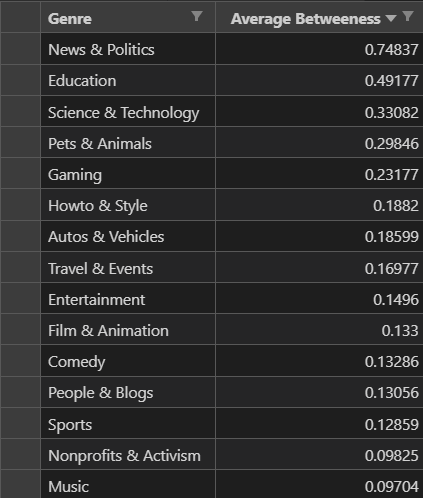 Genre Average Betweeness
News & Politics 0.74837
Education 0.49177
Science & Technology 0.33082
Pets & Animals 0.29846
Gaming 0.23177
Howto & Style 0.1882
Autos & Vehicles 0.18599
Travel & Events 0.16977
Entertainment 0.1496
Film & Animation 0.133
Comedy 0.13286
People & Blogs 0.13056
Sports 0.12859
Nonprofits & Activism 0.09825
Music 0.09704